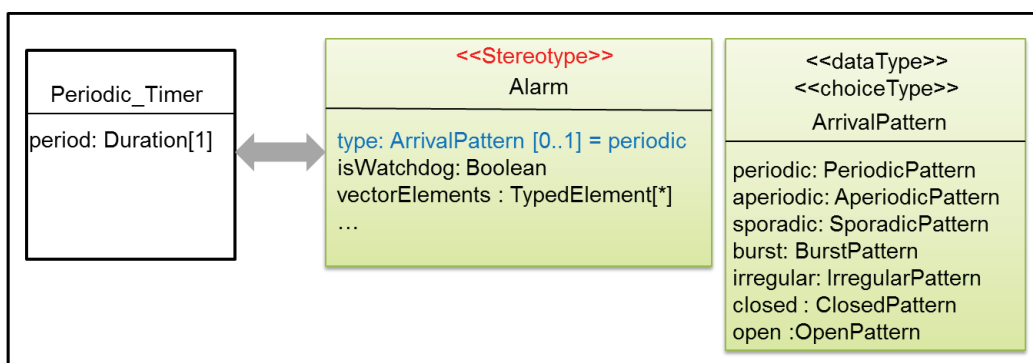 Periodic_Timer
period: Duration[1]
<<Stereotype>>
Alarm
type: ArrivalPattern [0..1] = periodic
isWatchdog: Boolean
vectorElements : TypedElement[*]
…
<<dataType>>
<<choiceType>>
ArrivalPattern
periodic: PeriodicPattern
aperiodic: AperiodicPattern
sporadic: SporadicPattern
burst: BurstPattern
irregular: IrregularPattern
closed : ClosedPattern
open :OpenPattern